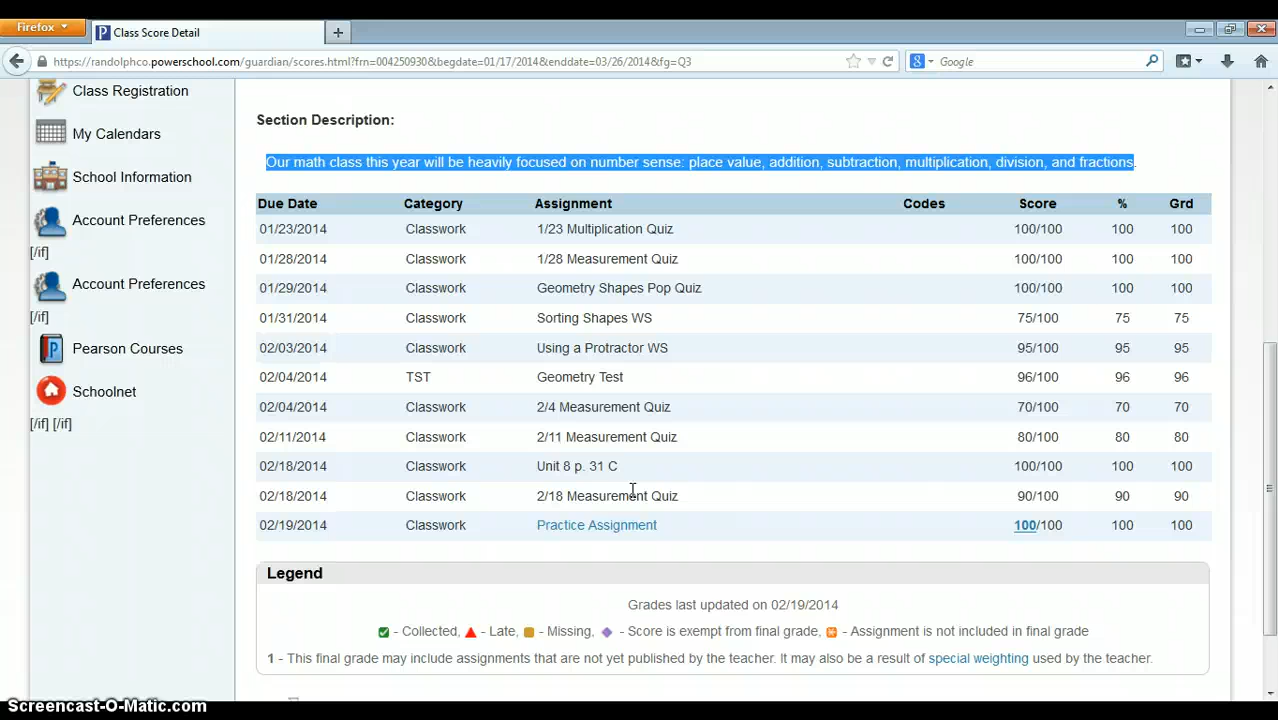 Firefox
Class Score Detail
https://randolphco.powerschool.com/guardian/scores.html?frn=004250930&begdate=01/17/2014&enddate=03/26/2014&fg=Q3
Google
Class Registration
My Calendars
School Information
Account Preferences
[/if]
Account Preferences
[/if]
Pearson Courses
Schoolnet
[/if] [/if]
Section Description:
Our math class this year will be heavily focused on number sense: place value, addition, subtraction, multiplication, division, and fractions.
Due Date Category Assignment Codes Score % Grd
01/23/2014 Classwork 1/23 Multiplication Quiz 100/100 100 100
01/28/2014 Classwork 1/28 Measurement Quiz 100/100 100 100
01/29/2014 Classwork Geometry Shapes Pop Quiz 100/100 100 100
01/31/2014 Classwork Sorting Shapes WS 75/100 75 75
02/03/2014 Classwork Using a Protractor WS 95/100 95 95
02/04/2014 TST Geometry Test 96/100 96 96
02/04/2014 Classwork 2/4 Measurement Quiz 70/100 70 70
02/11/2014 Classwork 2/11 Measurement Quiz 80/100 80 80
02/18/2014 Classwork Unit 8 p. 31 C 100/100 100 100
02/18/2014 Classwork 2/18 Measurement Quiz 90/100 90 90
02/19/2014 Classwork Practice Assignment 100/100 100 100
Legend
Grades last updated on 02/19/2014
- Collected, - Late, - Missing, - Score is exempt from final grade, - Assignment is not included in final grade
1 - This final grade may include assignments that are not yet published by the teacher. It may also be a result of special weighting used by the teacher.
Screencast-O-Matic.com